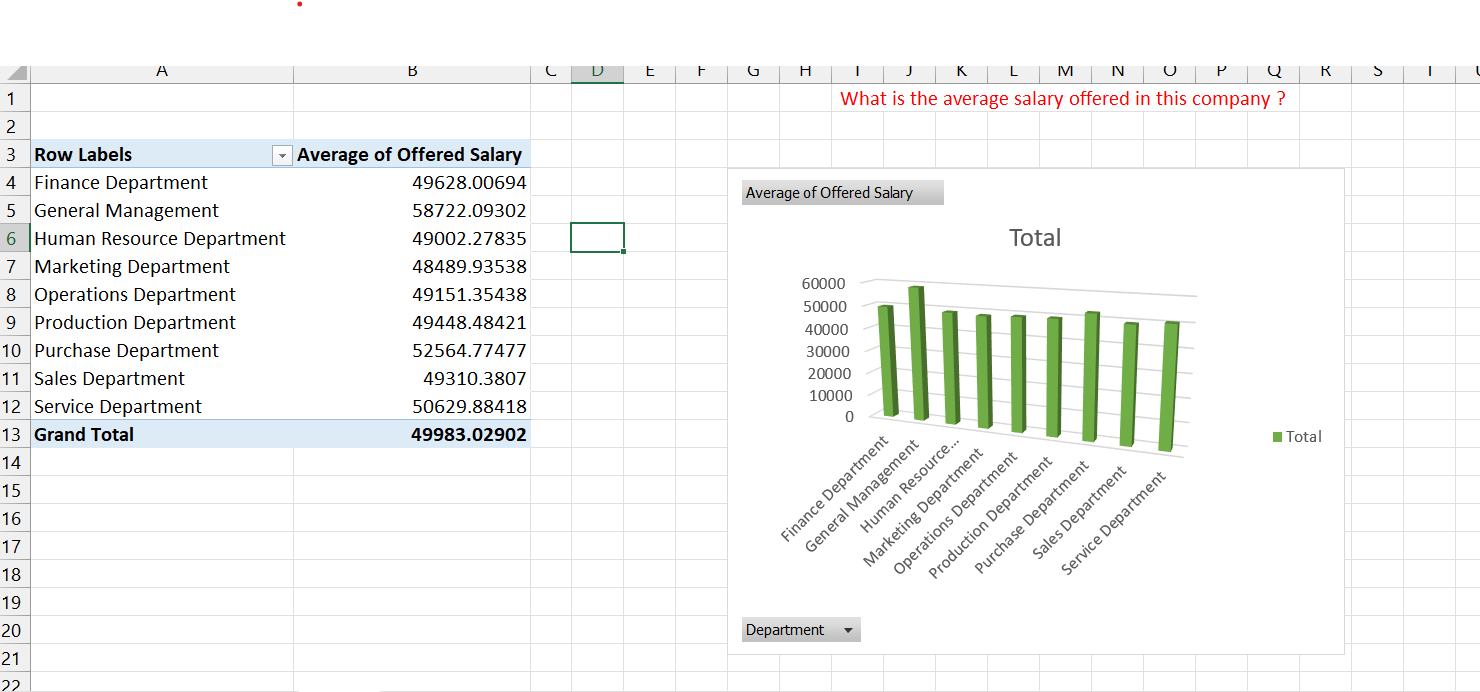 A B C D E F G H I J K L M N O P Q R S T
1 What is the average salary offered in this company ?
2
3 Row Labels Average of Offered Salary
4 Finance Department 49628.00694
5 General Management 58722.09302
6 Human Resource Department 49002.27835
7 Marketing Department 48489.93538
8 Operations Department 49151.35438
9 Production Department 49448.48421
10 Purchase Department 52564.77477
11 Sales Department 49310.3807
12 Service Department 50629.88418
13 Grand Total 49983.02902
14
15
16
17
18
19
20
21
22
Average of Offered Salary
Total
60000
50000
40000
30000
20000
10000
0
Finance Department
General Management
Human Resource...
Marketing Department
Operations Department
Production Department
Purchase Department
Sales Department
Service Department
Total
Department